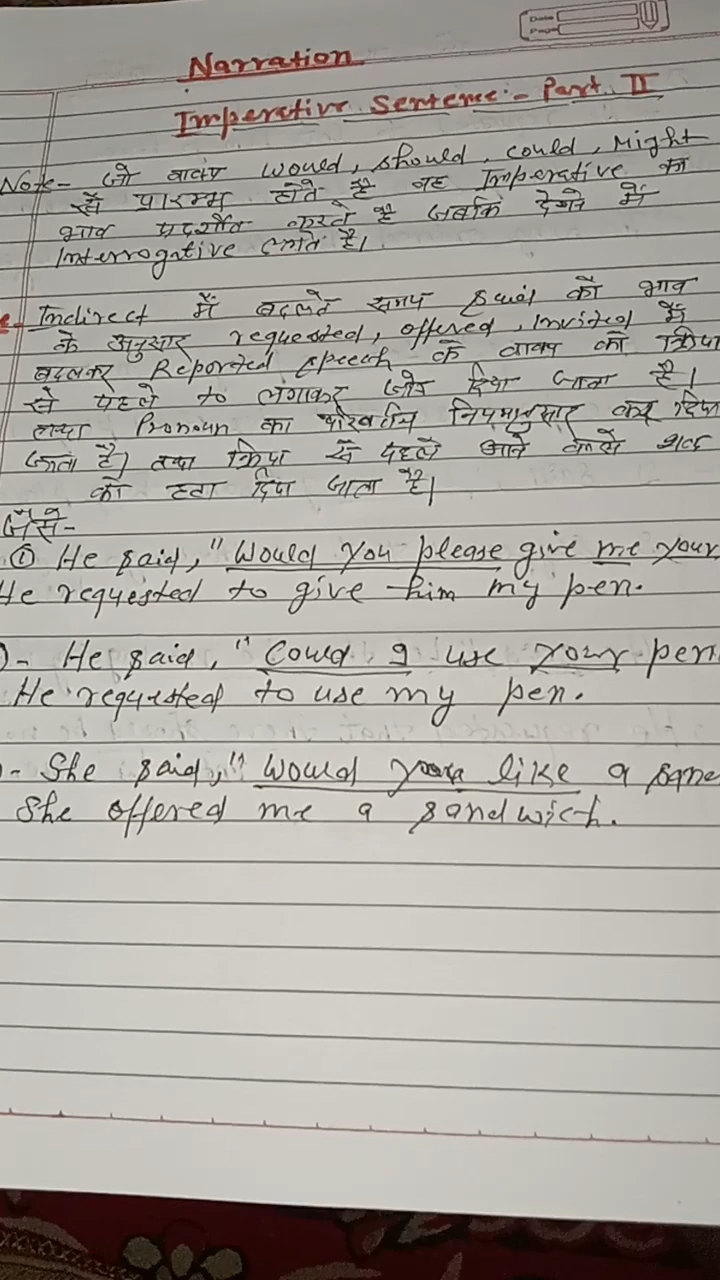 Date
Page
Narration
Imperative Sentence:- Part II
Note- जो वाक्य would, should, could, Might
से प्रारम्भ होते है वह Imperative का
भाव प्रदर्शित करते है जबकि देखने में
Interrogative लगते है।
Indirect में बदलते समय said को भाव
के अनुसार requested, offered, invited में
बदलकर Reported speech के वाक्य को क्रिया
से पहले to लगाकर जोड़ दिया जाता है।
तथा Pronoun का परिवर्तन नियमानुसार कर दिया
जाता है। तथा क्रिया से पहले आने वाले शब्द
को हटा दिया जाता है।
जैसे-
① He said, "Would you please give me your
He requested to give him my pen.
)- He said, "Could I use your pen
He requested to use my pen.
)- She said, "Would you like a
She offered me a sandwich.